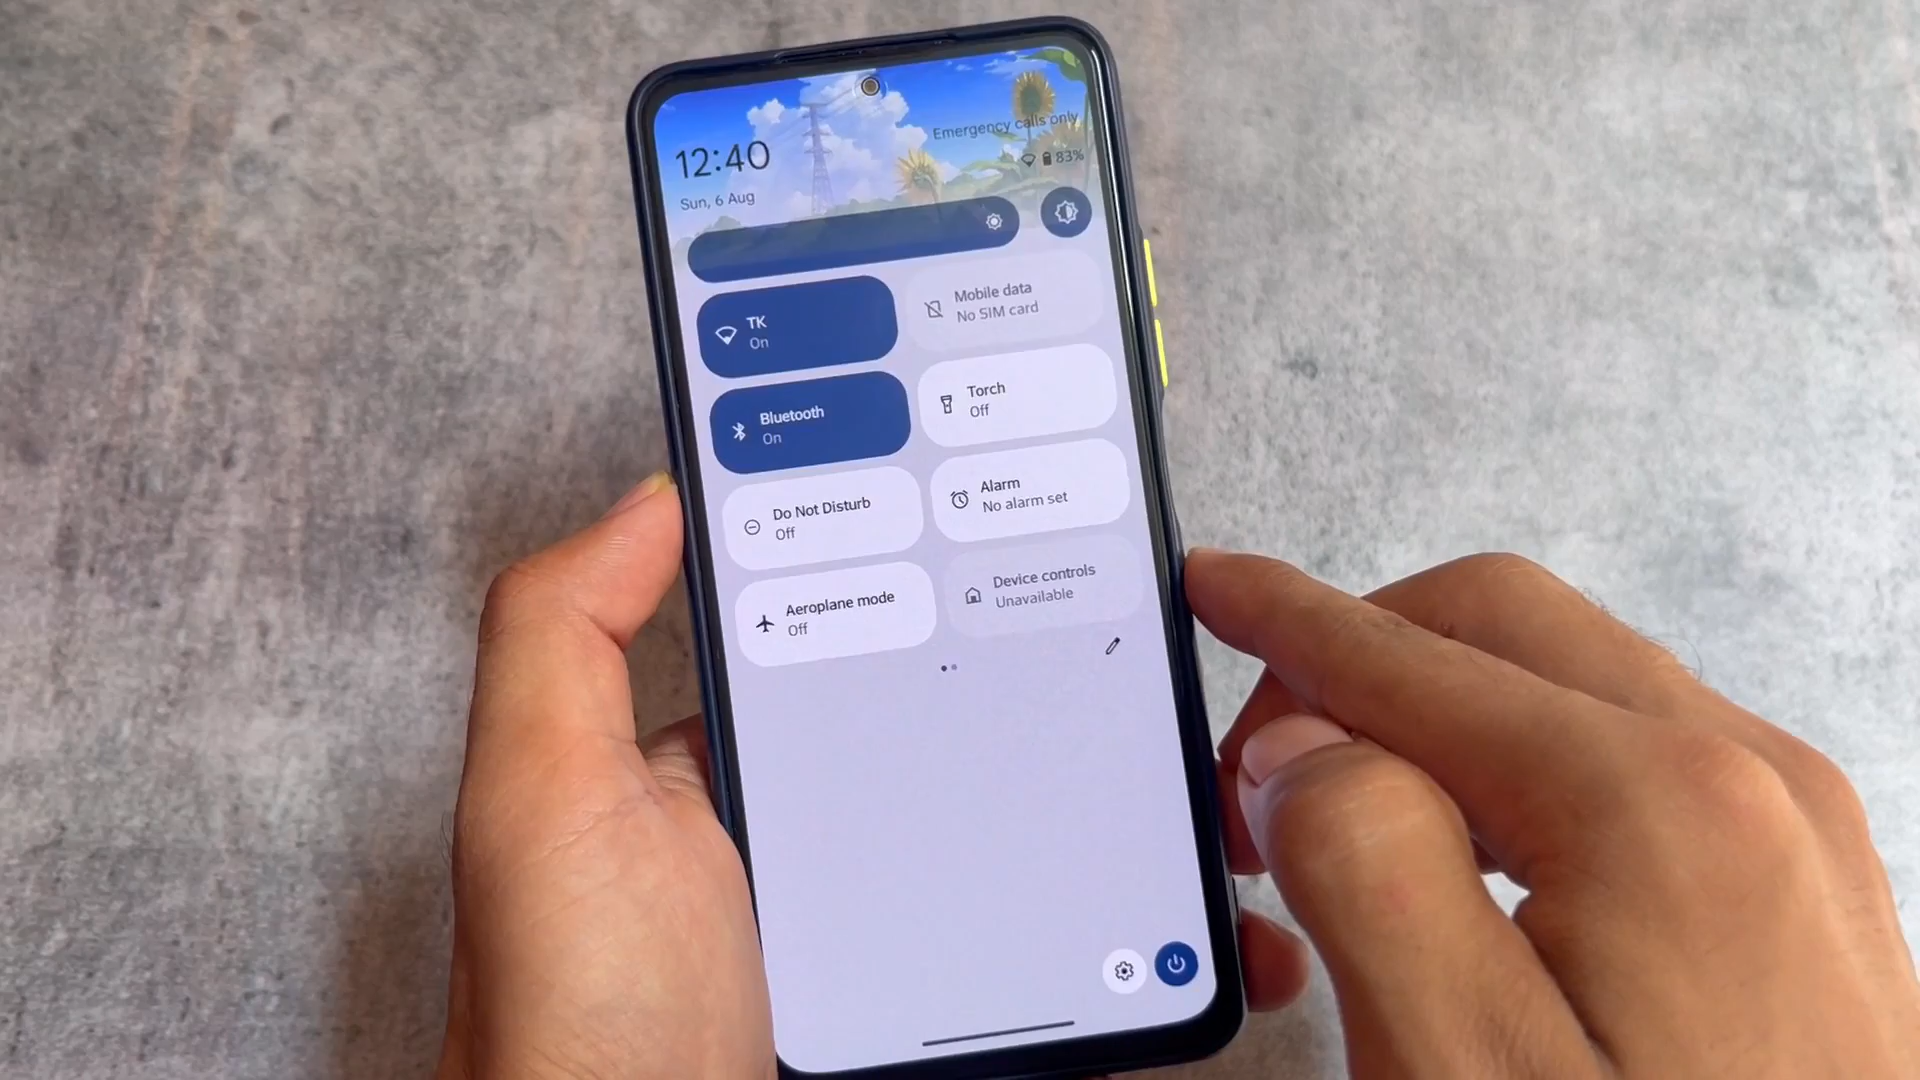 12:40
Emergency calls only
83%
Sun, 6 Aug
TK
On
Mobile data
No SIM card
Bluetooth
On
Torch
Off
Do Not Disturb
Off
Alarm
No alarm set
Aeroplane mode
Off
Device controls
Unavailable